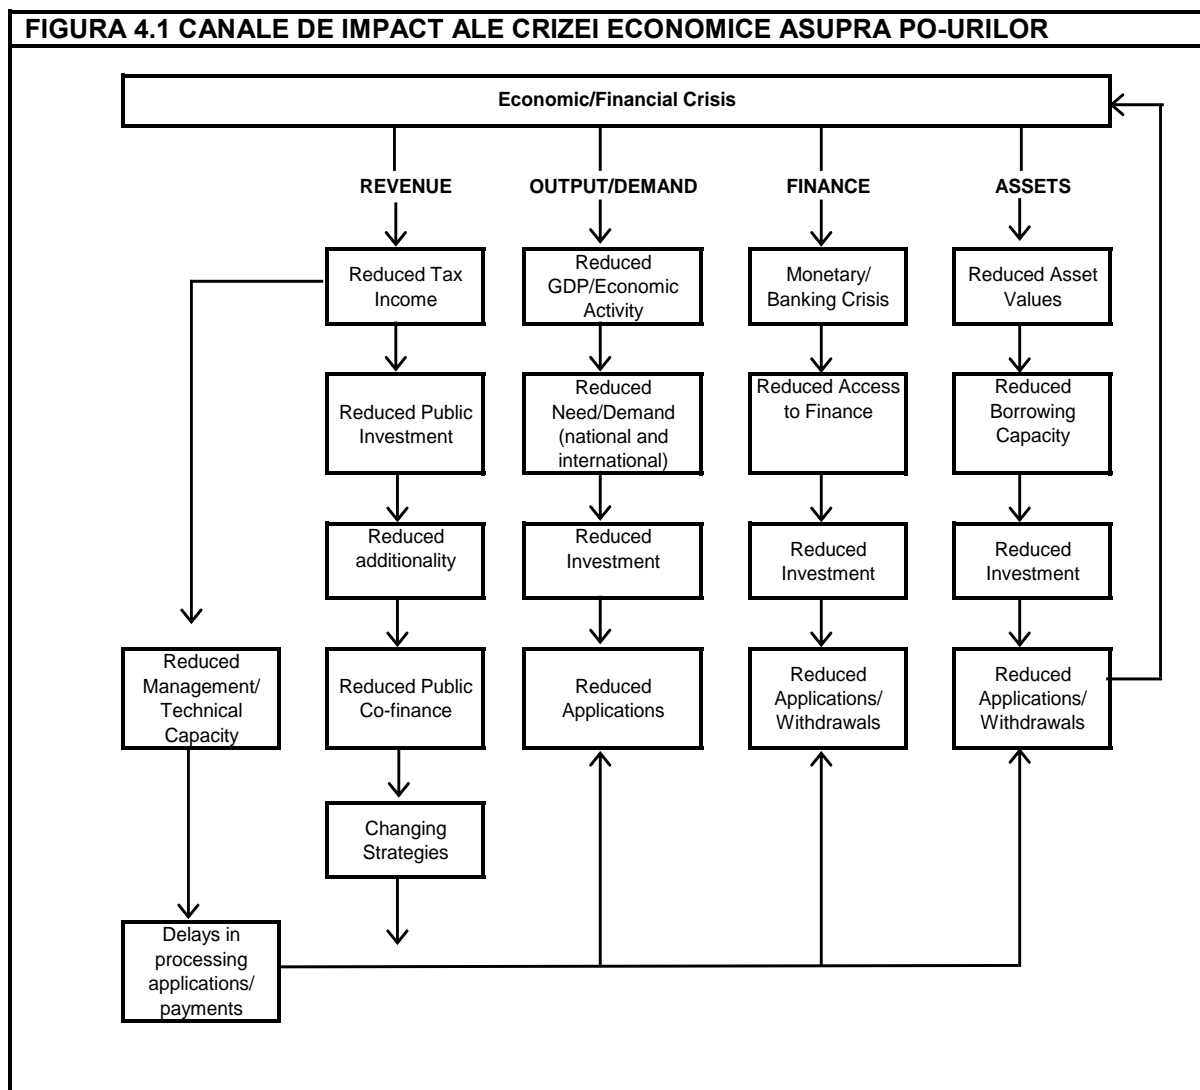 FIGURA 4.1 CANALE DE IMPACT ALE CRIZEI ECONOMICE ASUPRA PO-URILOR
Economic/Financial Crisis
REVENUE
OUTPUT/DEMAND
FINANCE
ASSETS
Reduced Tax
Income
Reduced
GDP/Economic
Activity
Monetary/
Banking Crisis
Reduced Asset
Values
Reduced Public
Investment
Reduced
Need/Demand
(national and
international)
Reduced Access
to Finance
Reduced
Borrowing
Capacity
Reduced
additionality
Reduced
Investment
Reduced
Investment
Reduced
Investment
Reduced
Management/
Technical
Capacity
Reduced Public
Co-finance
Reduced
Applications
Reduced
Applications/
Withdrawals
Reduced
Applications/
Withdrawals
Changing
Strategies
Delays in
processing
applications/
payments